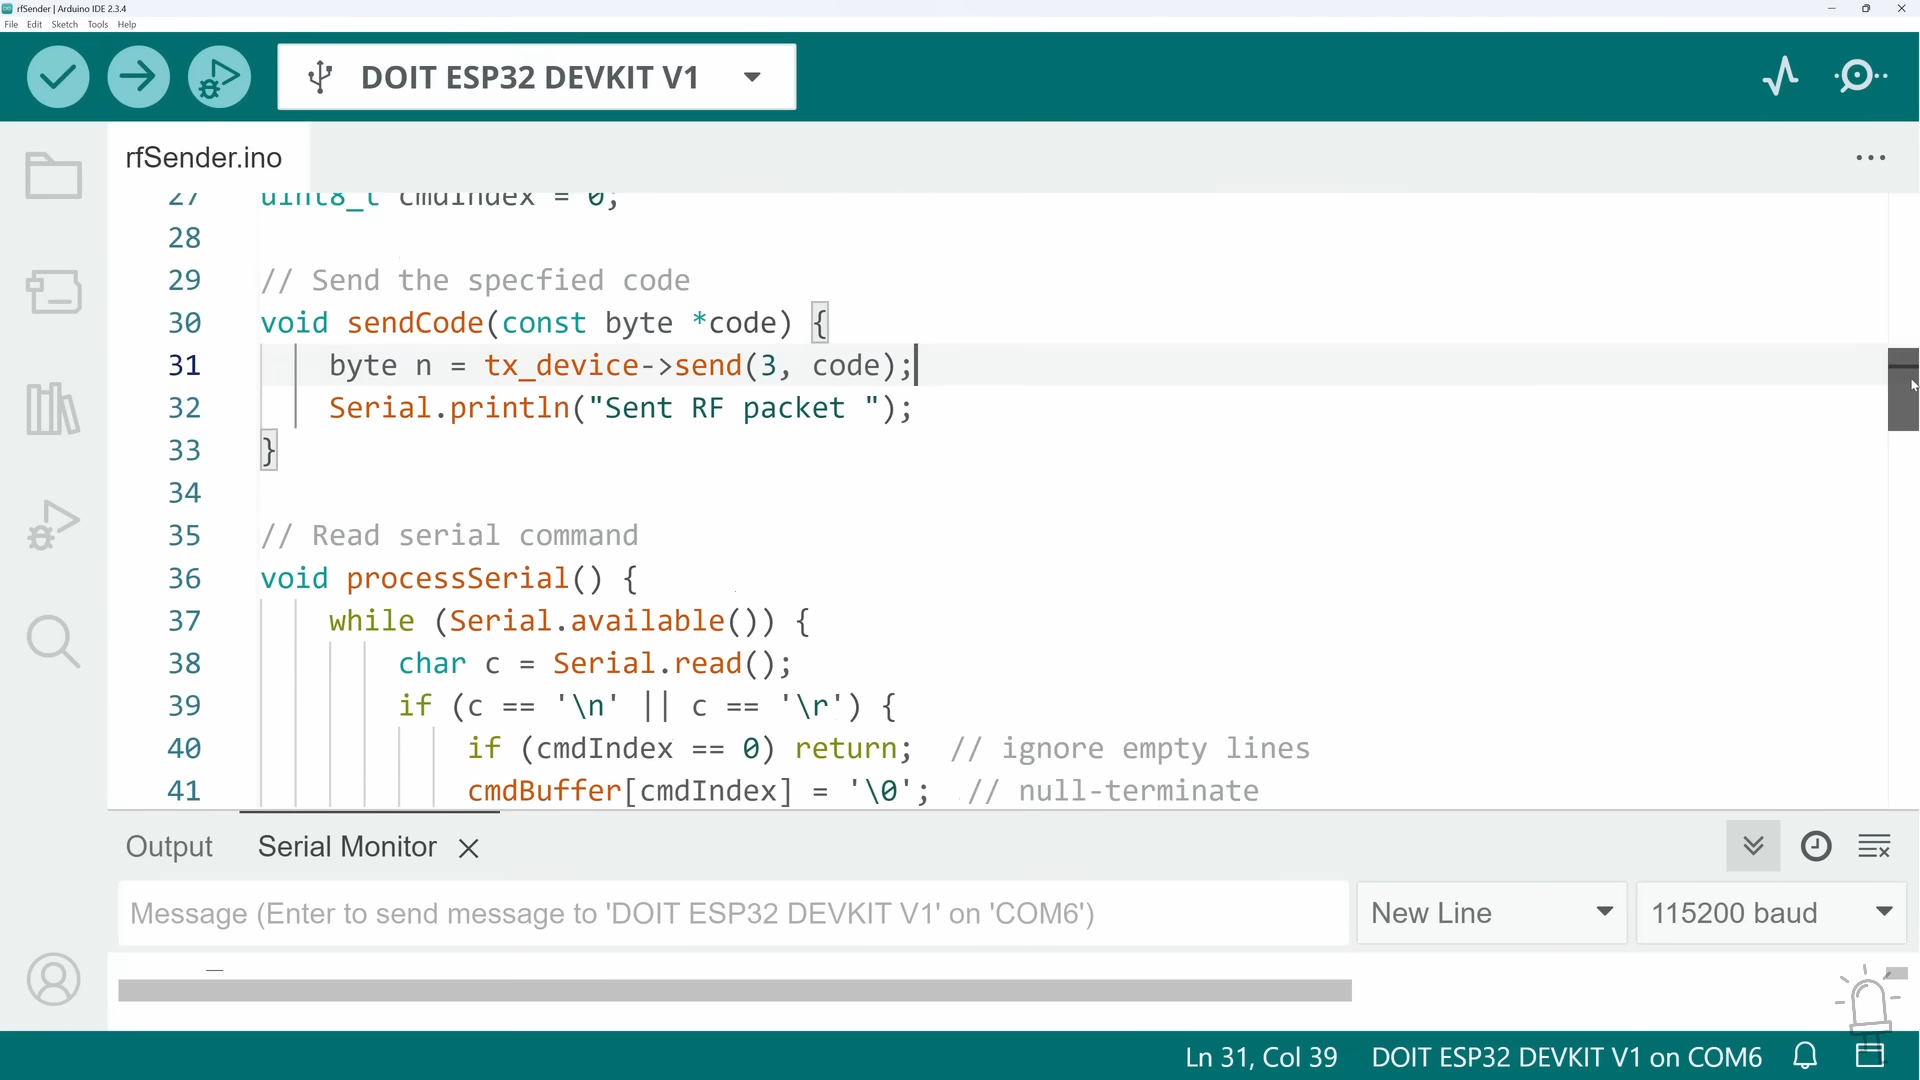 rfSender | Arduino IDE 2.3.4
File Edit Sketch Tools Help
DOIT ESP32 DEVKIT V1
rfSender.ino
27 uint8_t cmdIndex = 0;
28
29 // Send the specfied code
30 void sendCode(const byte *code) {
31 byte n = tx_device->send(3, code);
32 Serial.println("Sent RF packet ");
33 }
34
35 // Read serial command
36 void processSerial() {
37 while (Serial.available()) {
38 char c = Serial.read();
39 if (c == '\n' || c == '\r') {
40 if (cmdIndex == 0) return; // ignore empty lines
41 cmdBuffer[cmdIndex] = '\0'; // null-terminate
Output Serial Monitor
Message (Enter to send message to 'DOIT ESP32 DEVKIT V1' on 'COM6')
New Line
115200 baud
Ln 31, Col 39 DOIT ESP32 DEVKIT V1 on COM6